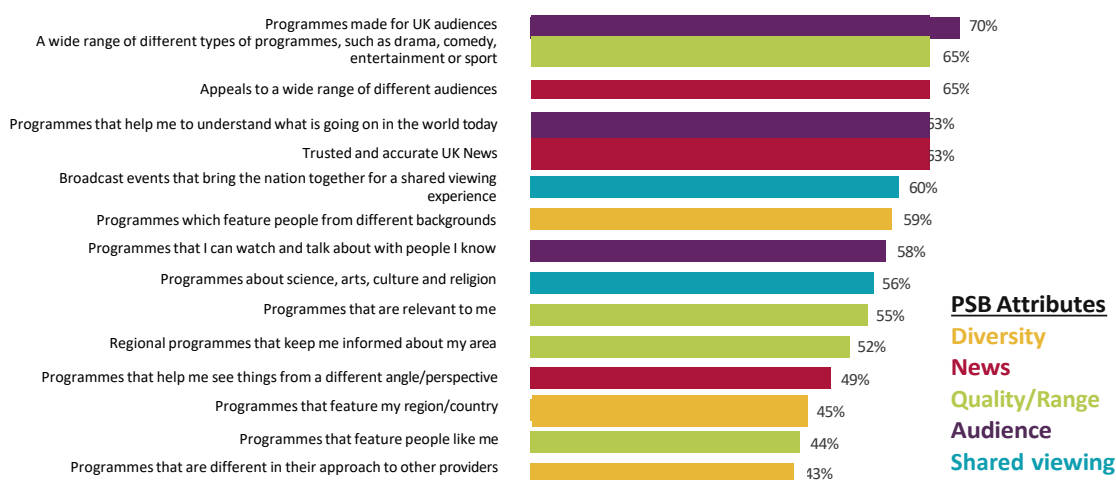 Programmes made for UK audiences 70%
A wide range of different types of programmes, such as drama, comedy,
entertainment or sport 65%
Appeals to a wide range of different audiences 65%
Programmes that help me to understand what is going on in the world today 63%
Trusted and accurate UK News 63%
Broadcast events that bring the nation together for a shared viewing
experience 60%
Programmes which feature people from different backgrounds 59%
Programmes that I can watch and talk about with people I know 58%
Programmes about science, arts, culture and religion 56%
Programmes that are relevant to me 55%
Regional programmes that keep me informed about my area 52%
Programmes that help me see things from a different angle/perspective 49%
Programmes that feature my region/country 45%
Programmes that feature people like me 44%
Programmes that are different in their approach to other providers 43%
PSB Attributes
Diversity
News
Quality/Range
Audience
Shared viewing